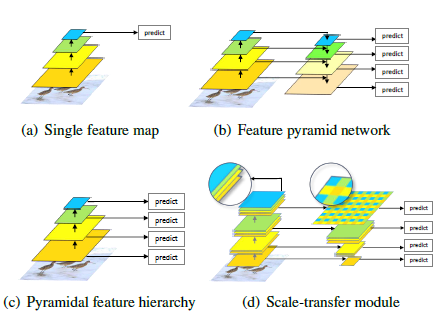 predict
predict
predict
predict
predict
(a) Single feature map
(b) Feature pyramid network
predict
predict
predict
predict
predict
predict
predict
predict
(c) Pyramidal feature hierarchy
(d) Scale-transfer module